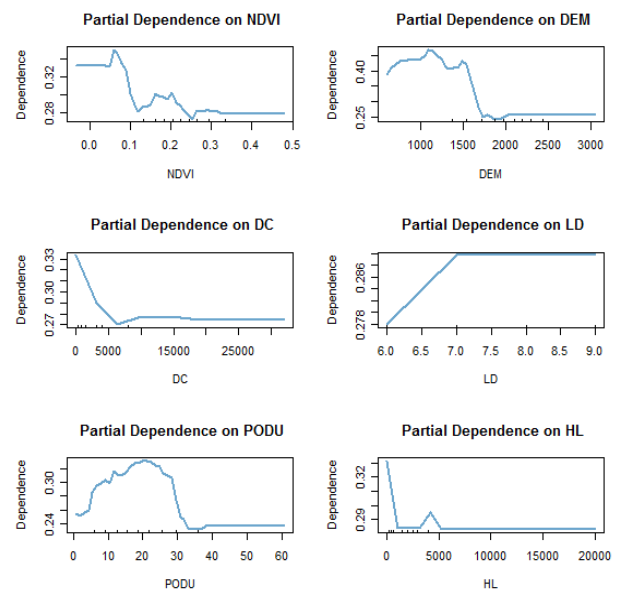 Partial Dependence on NDVI
Dependence
0.28 0.32
0.0 0.1 0.2 0.3 0.4 0.5
NDVI
Partial Dependence on DEM
Dependence
0.25 0.40
1000 1500 2000 2500 3000
DEM
Partial Dependence on DC
Dependence
0.27 0.30 0.33
0 5000 15000 25000
DC
Partial Dependence on LD
Dependence
0.278 0.286
6.0 6.5 7.0 7.5 8.0 8.5 9.0
LD
Partial Dependence on PODU
Dependence
0.24 0.30
0 10 20 30 40 50 60
PODU
Partial Dependence on HL
Dependence
0.29 0.32
0 5000 10000 15000 20000
HL